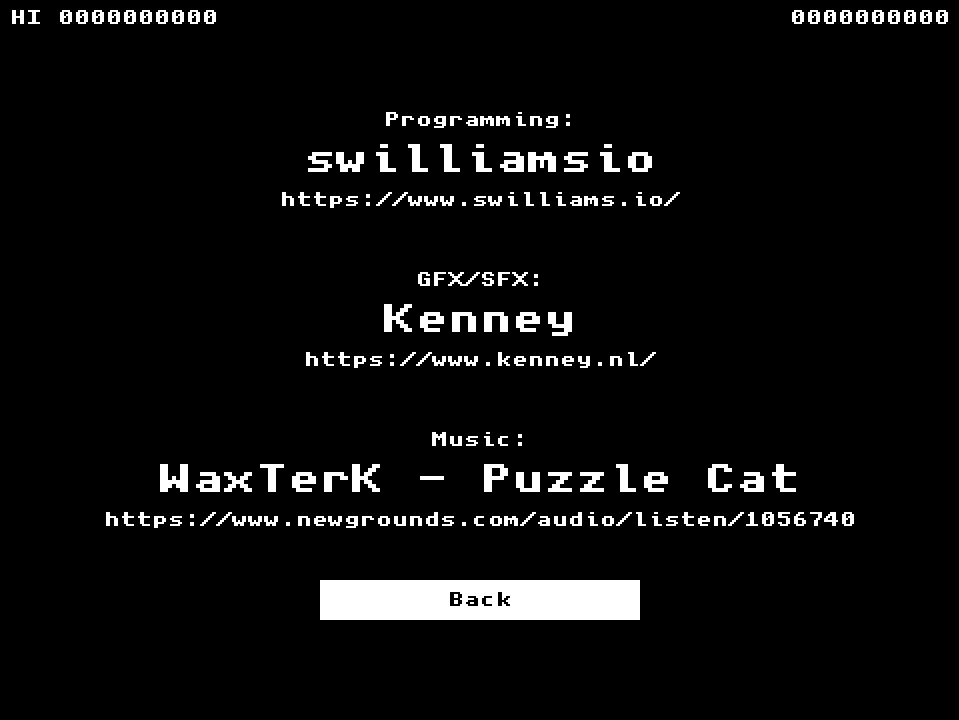 HI 0000000000 0000000000
Programming:
swilliamsio
https://www.swilliams.io/
GFX/SFX:
Kenney
https://www.kenney.nl/
Music:
WaxTerK - Puzzle Cat
https://www.newgrounds.com/audio/listen/1056740
Back